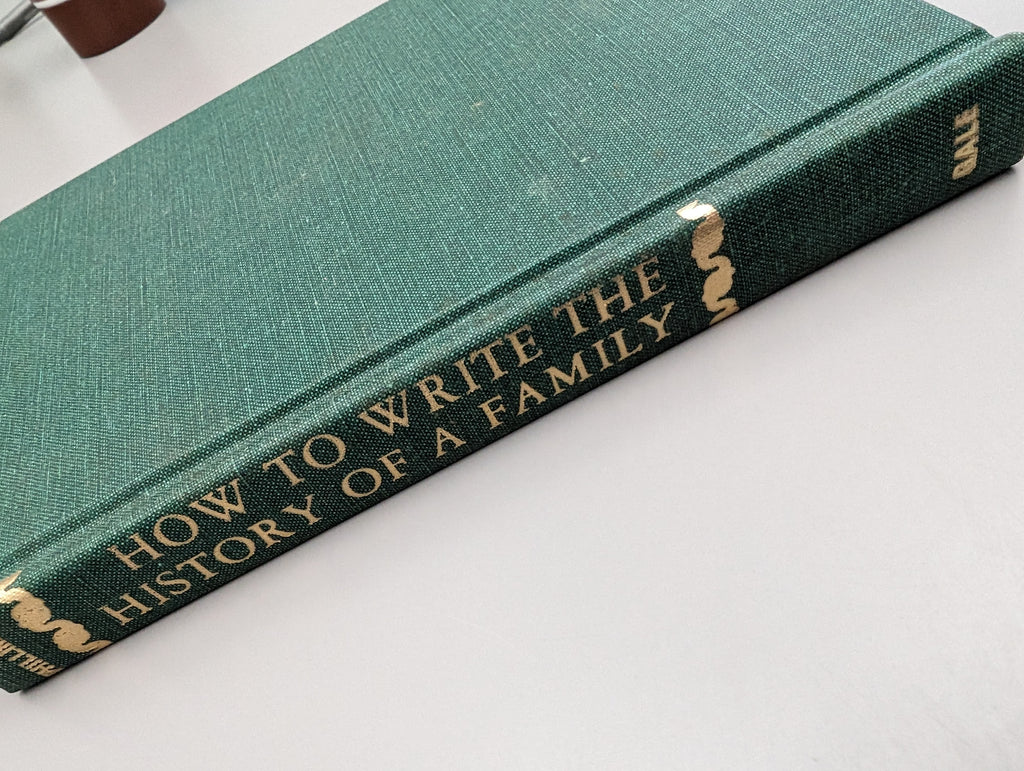 HOW TO WRITE THE
HISTORY OF A FAMILY
GALE